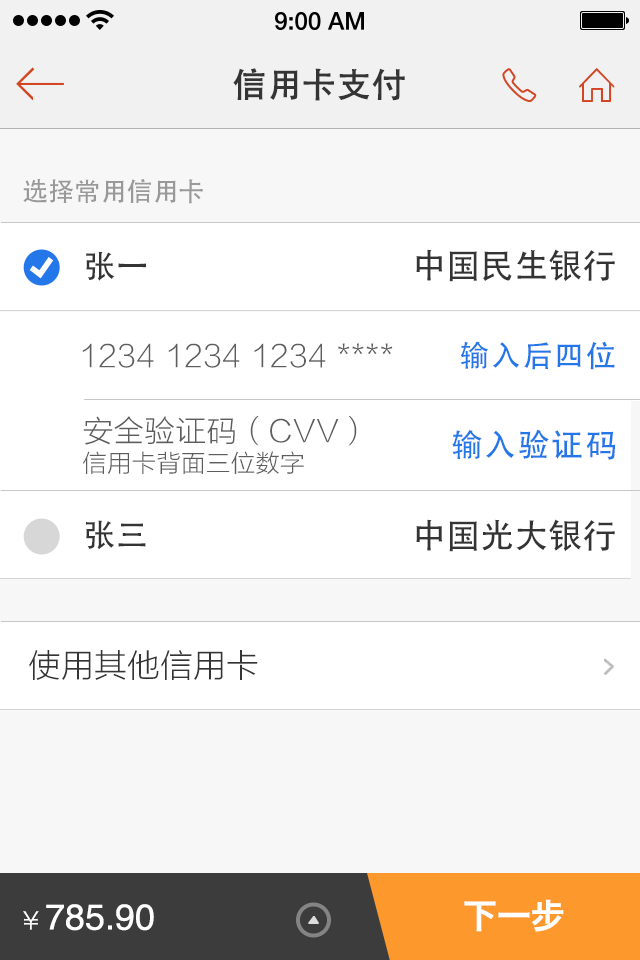 9:00 AM
信用卡支付
选择常用信用卡
张一 中国民生银行
1234 1234 1234 **** 输入后四位
安全验证码（CVV）
信用卡背面三位数字 输入验证码
张三 中国光大银行
使用其他信用卡
¥785.90 下一步